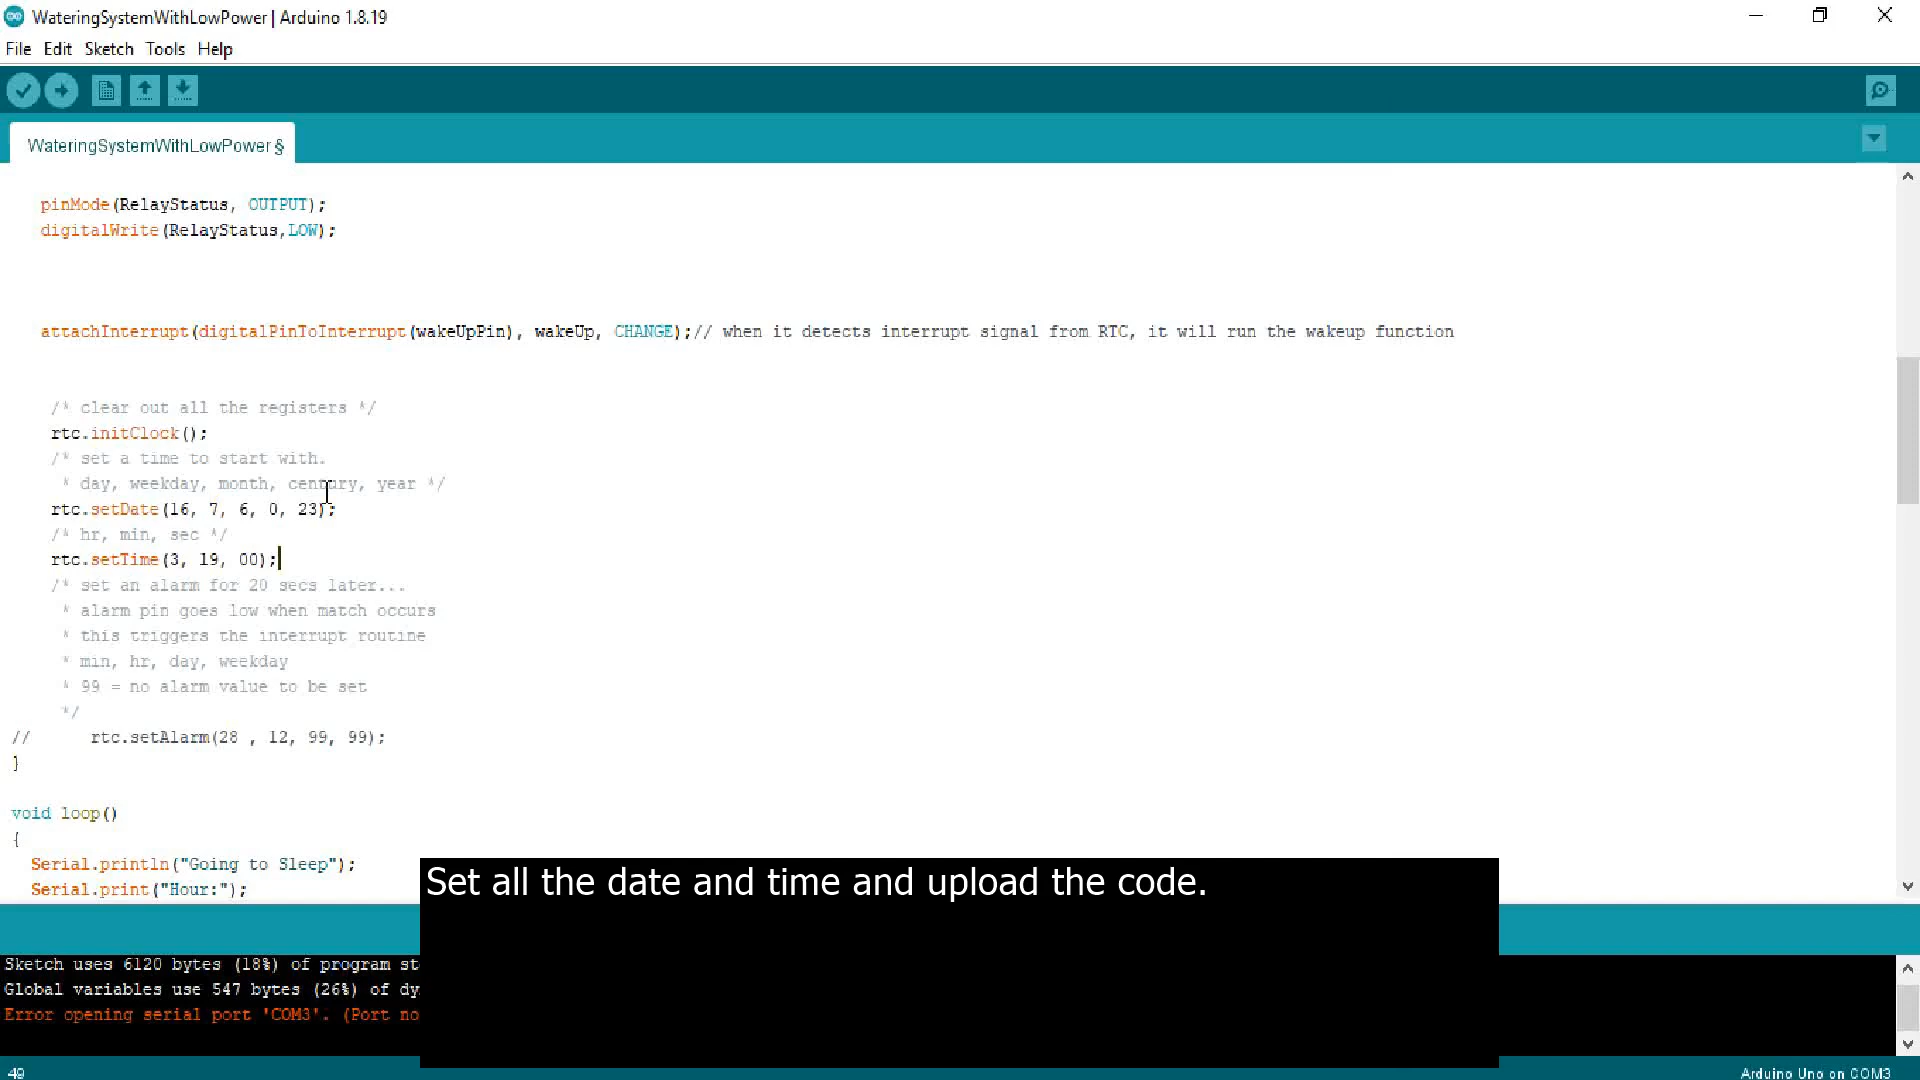 WateringSystemWithLowPower | Arduino 1.8.19
File Edit Sketch Tools Help
WateringSystemWithLowPower §
pinMode(RelayStatus, OUTPUT);
digitalWrite(RelayStatus,LOW);
attachInterrupt(digitalPinToInterrupt(wakeUpPin), wakeUp, CHANGE);// when it detects interrupt signal from RTC, it will run the wakeup function
/* clear out all the registers */
rtc.initClock();
/* set a time to start with.
* day, weekday, month, century, year */
rtc.setDate(16, 7, 6, 0, 23);
/* hr, min, sec */
rtc.setTime(3, 19, 00);
/* set an alarm for 20 secs later...
* alarm pin goes low when match occurs
* this triggers the interrupt routine
* min, hr, day, weekday
* 99 = no alarm value to be set
*/
// rtc.setAlarm(28 , 12, 99, 99);
}
void loop()
{
Serial.println("Going to Sleep");
Serial.print("Hour:");
Set all the date and time and upload the code.
Sketch uses 6120 bytes (18%) of program st
Global variables use 547 bytes (26%) of dy
Error opening serial port 'COM3'. (Port no
Arduino Uno on COM3